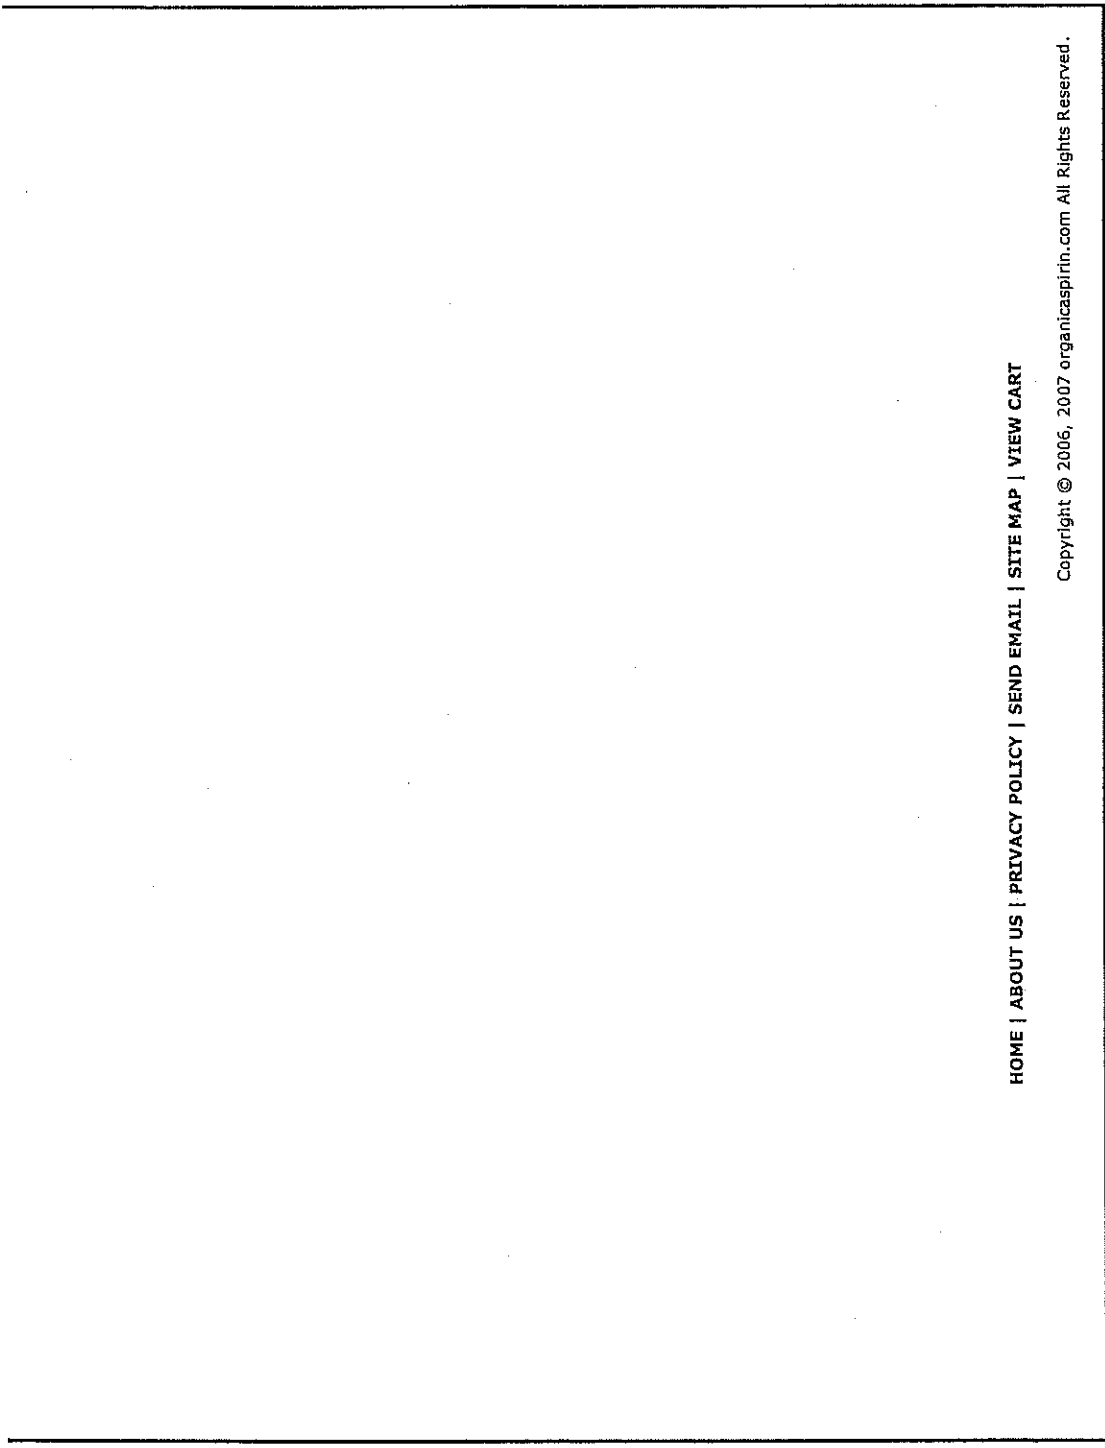 HOME | ABOUT US | PRIVACY POLICY | SEND EMAIL | SITE MAP | VIEW CART
Copyright © 2006, 2007 organicaspirin.com All Rights Reserved.